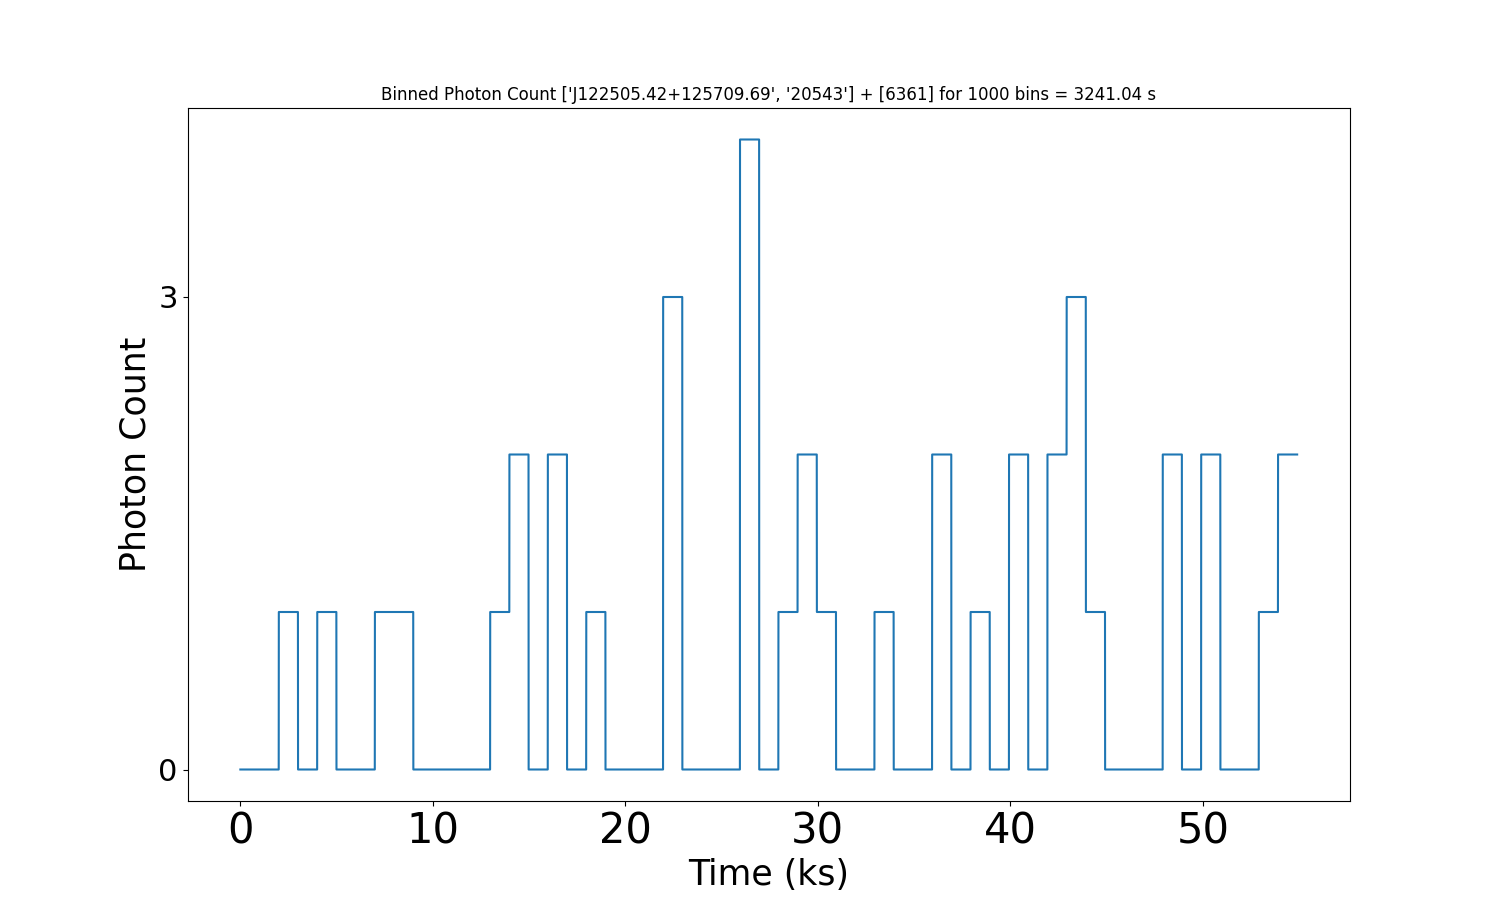 Binned Photon Count ['J122505.42+125709.69', '20543'] + [6361] for 1000 bins = 3241.04 s
Photon Count
3
0
0 10 20 30 40 50
Time (ks)